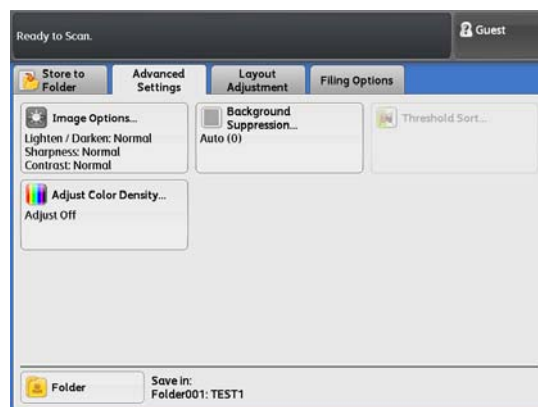 Ready to Scan.
Guest
Store to
Folder
Advanced
Settings
Layout
Adjustment
Filing Options
Image Options...
Lighten / Darken: Normal
Sharpness: Normal
Contrast: Normal
Background
Suppression...
Auto (0)
Threshold Sort...
Adjust Color Density...
Adjust Off
Folder
Save in:
Folder001: TEST1